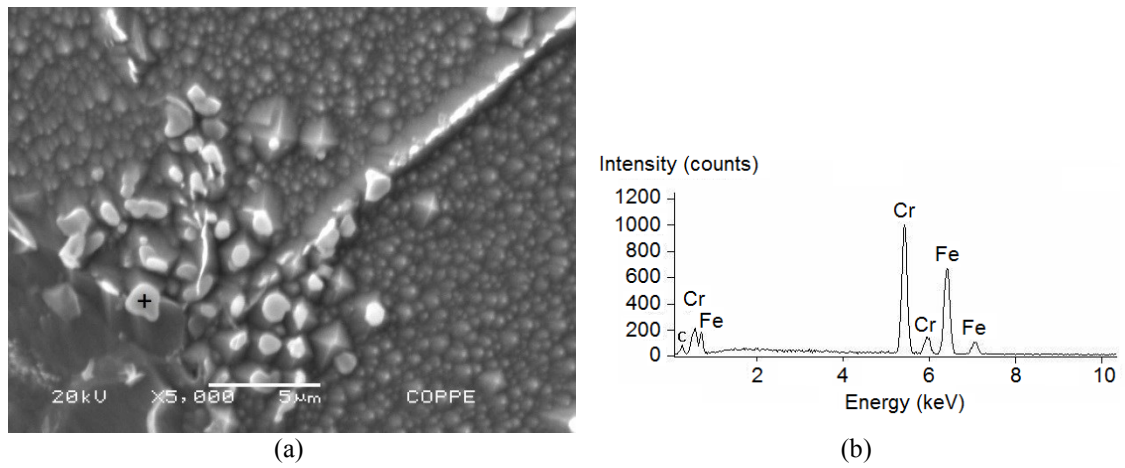 20kV X5,000 5μm COPPE
(a)
Intensity (counts)
1200
1000
800
600
400
200
0
Cr
Fe
C
Cr
Cr
Fe
Fe
2 4 6 8 10
Energy (keV)
(b)